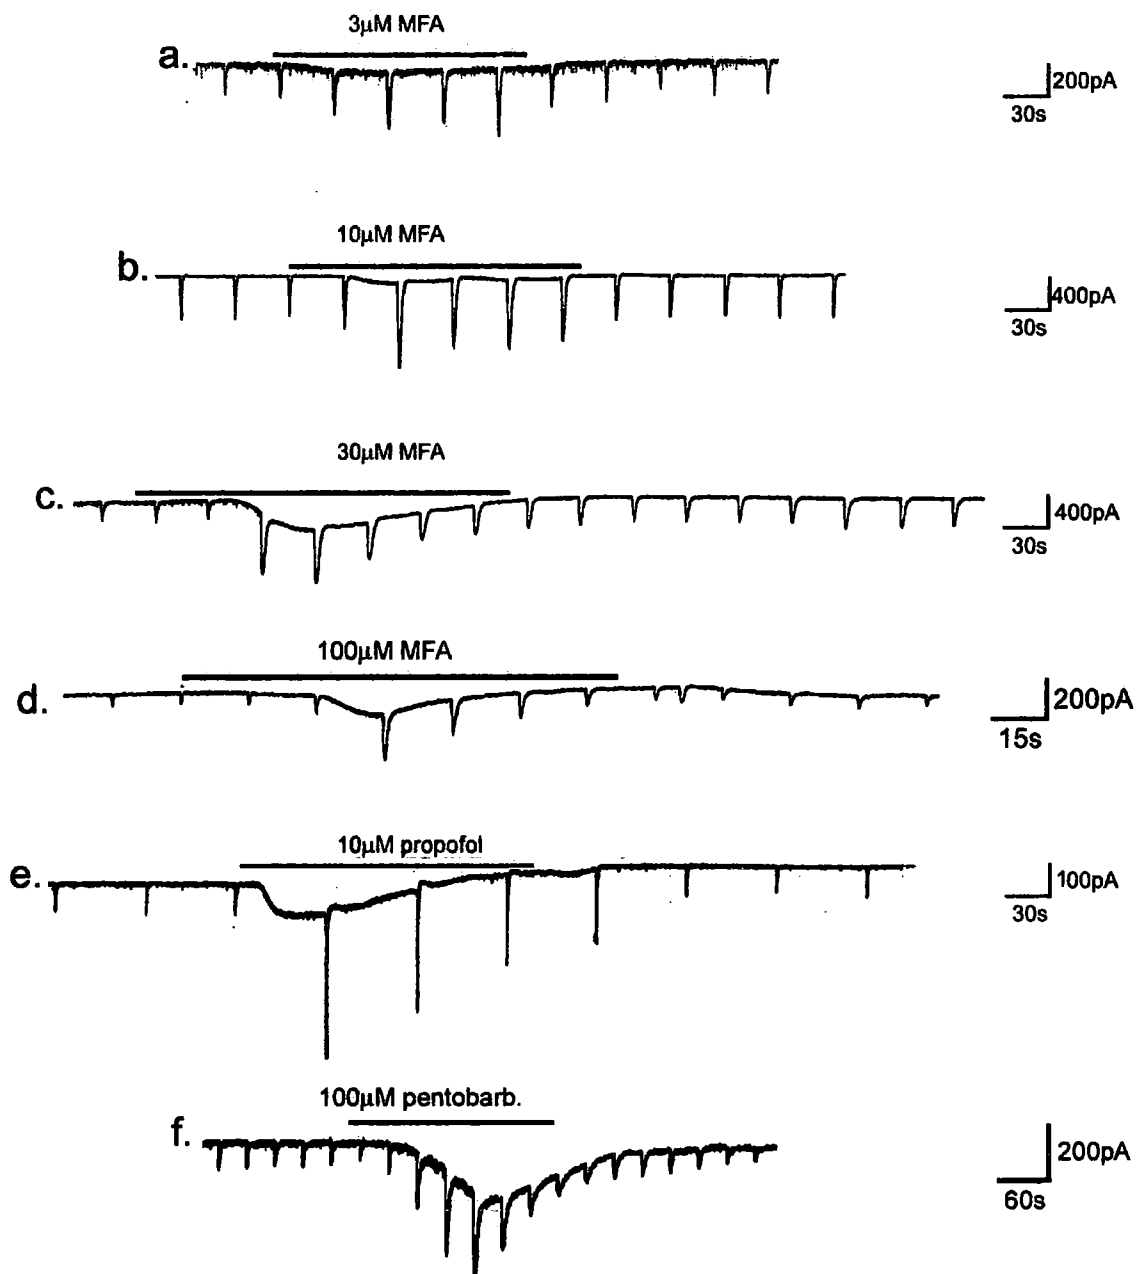 3µM MFA
a.
200pA
30s
10µM MFA
b.
400pA
30s
30µM MFA
c.
400pA
30s
100µM MFA
d.
200pA
15s
10µM propofol
e.
100pA
30s
100µM pentobarb.
f.
200pA
60s